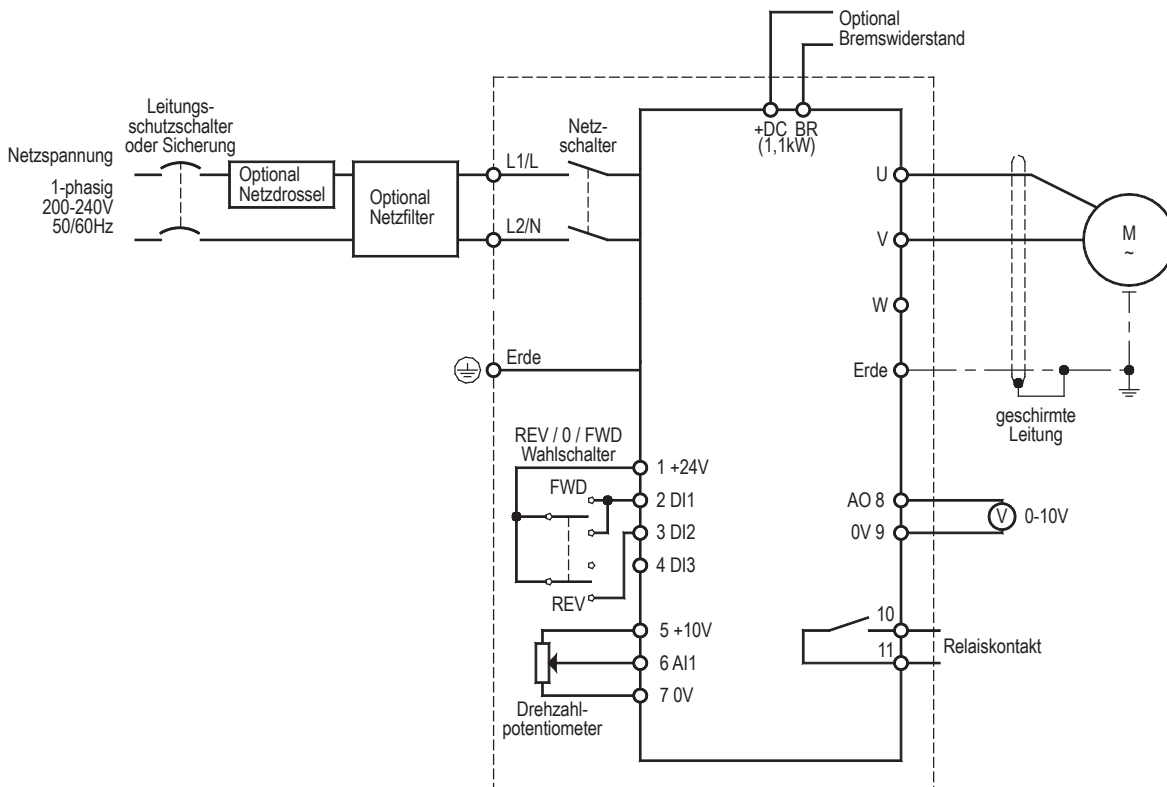 Optional
Bremswiderstand
Leitungs-
schutzschalter
oder Sicherung
Netz-
schalter
+DC BR
(1,1kW)
Netzspannung
1-phasig
200-240V
50/60Hz
Optional
Netzdrossel
Optional
Netzfilter
L1/L
L2/N
U
V
W
M
~
Erde
Erde
geschirmte
Leitung
REV / 0 / FWD
Wahlschalter
FWD
REV
1 +24V
2 DI1
3 DI2
4 DI3
5 +10V
6 AI1
7 0V
Drehzahl-
potentiometer
AO 8
0V 9
V
0-10V
10
11
Relaiskontakt